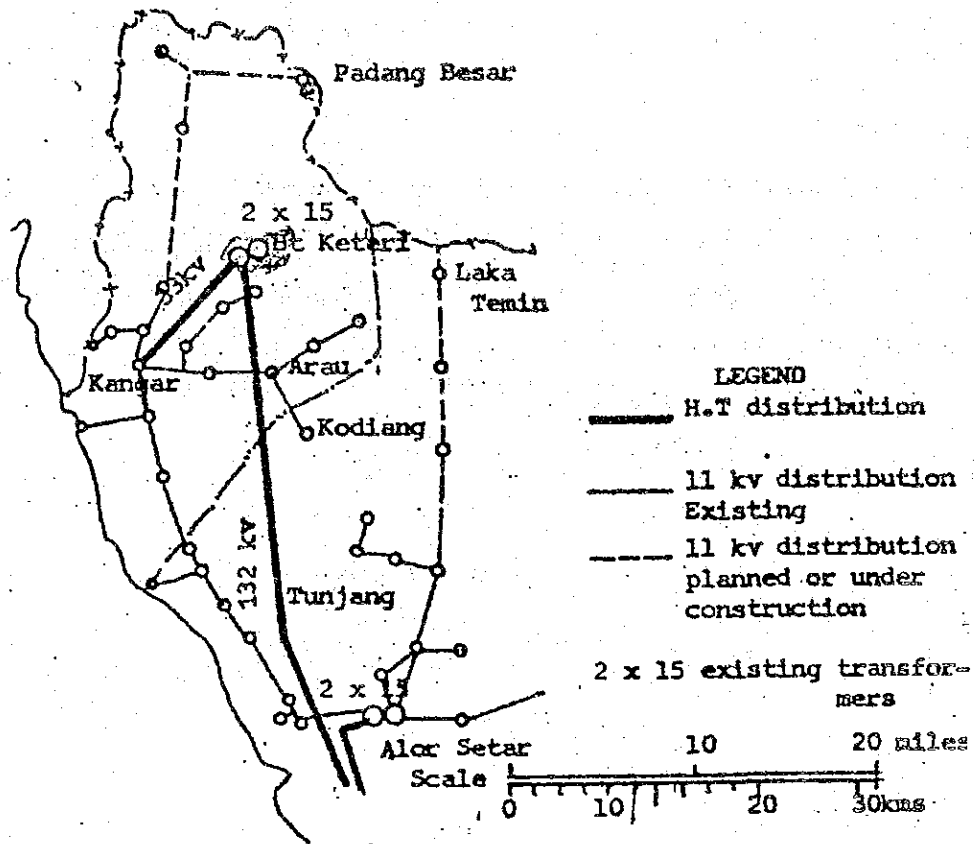 Padang Besar
2 x 15
Bt Keteri
33kv
Laka
Temin
Kangar
Arau
Kodiang
132 kv
Tunjang
2 x 15
Alor Setar
LEGEND
H.T distribution
11 kv distribution
Existing
11 kv distribution
planned or under
construction
2 x 15 existing transfor-
mers
Scale
10
20 miles
0
10
20
30kms